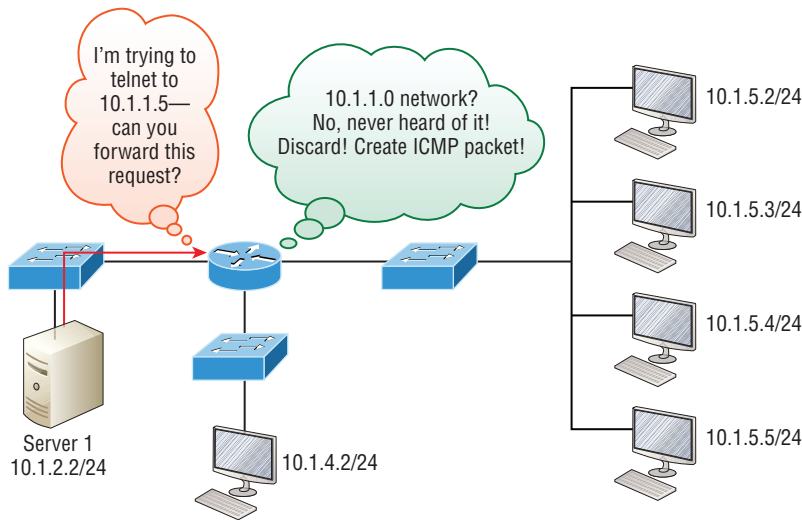 I’m trying to
telnet to
10.1.1.5—
can you
forward this
request?
10.1.1.0 network?
No, never heard of it!
Discard! Create ICMP packet!
10.1.5.2/24
10.1.5.3/24
10.1.5.4/24
10.1.5.5/24
Server 1
10.1.2.2/24
10.1.4.2/24